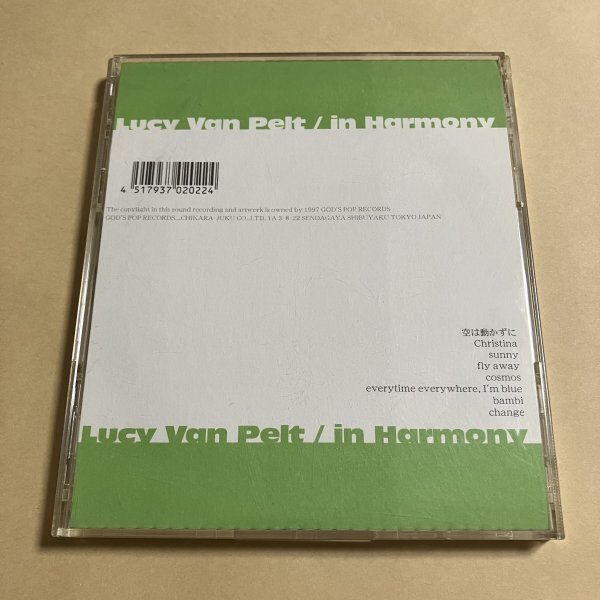 Lucy Van Pelt / in Harmony
4 517937 020224
The copylight in this sound recording and artwork is owned by 1997 GOD'S POP RECORDS
GOD'S POP RECORDS...CHIKARA-JUKU CO.,LTD. 1A 3-8-22 SENDAGAYA SHIBUYAKU TOKYO JAPAN
空は動かずに
Christina
sunny
fly away
cosmos
everytime everywhere, I'm blue
bambi
change
Lucy Van Pelt / in Harmony